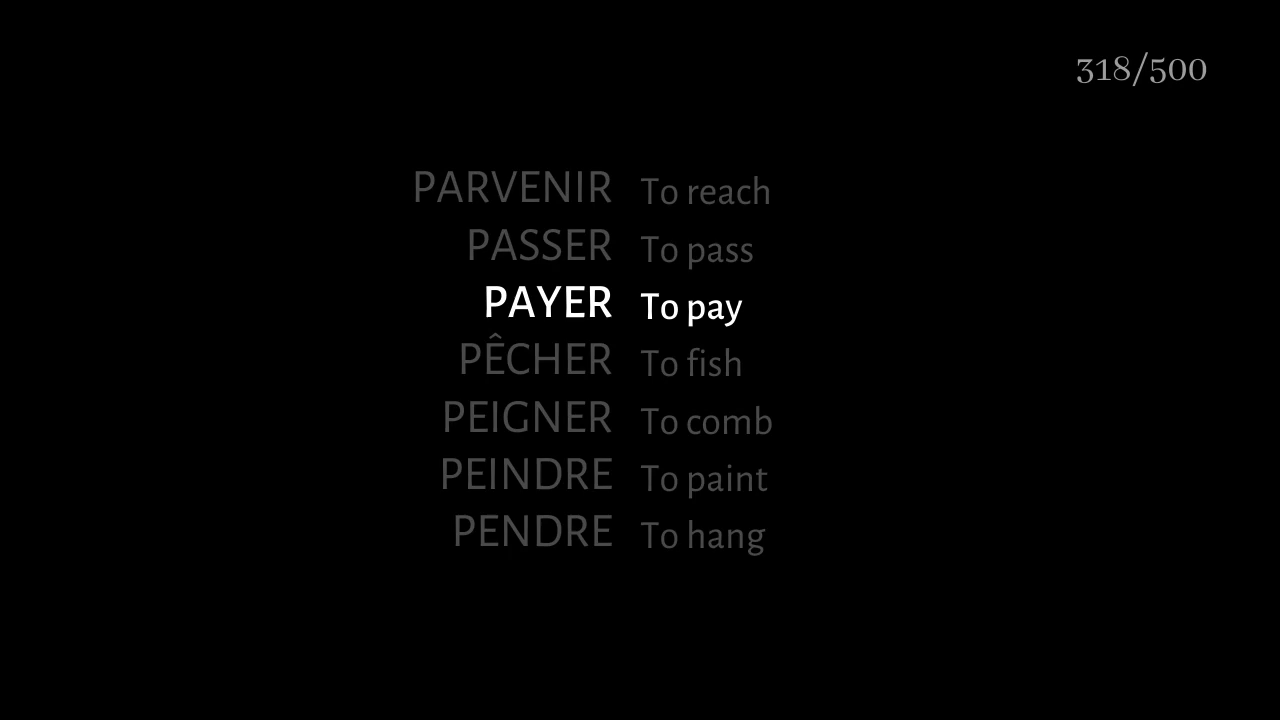 318/500
PARVENIR To reach
PASSER To pass
PAYER To pay
PÊCHER To fish
PEIGNER To comb
PEINDRE To paint
PENDRE To hang